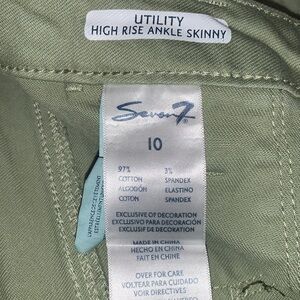 UTILITY
HIGH RISE ANKLE SKINNY
Seven7
10
97% 3%
COTTON SPANDEX
ALGODÓN ELASTINO
COTON SPANDEX
EXCLUSIVE OF DECORATION
EXCLUSIVO PARA DECORACIÓN
EXCLUSIF DE DECORATION
MADE IN CHINA
HECHO EN CHINA
FAIT EN CHINE
OVER FOR CARE
VOLTEAR PARA CUIDADO
VOIR DIRECTIVES